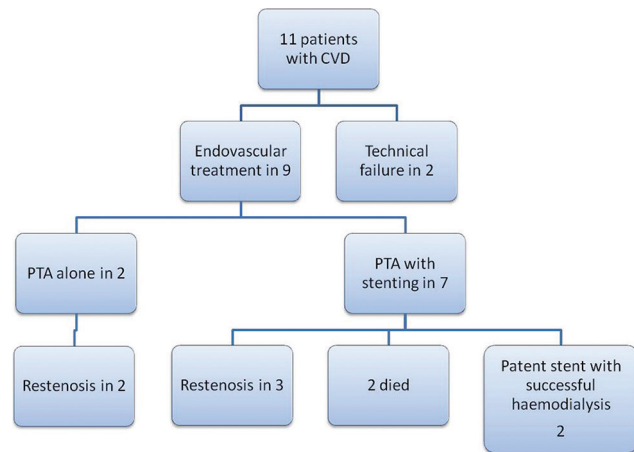 11 patients
with CVD
Endovascular
treatment in 9
Technical
failure in 2
PTA alone in 2
PTA with
stenting in 7
Restenosis in 2
Restenosis in 3
2 died
Patent stent with
successful
haemodialysis
2